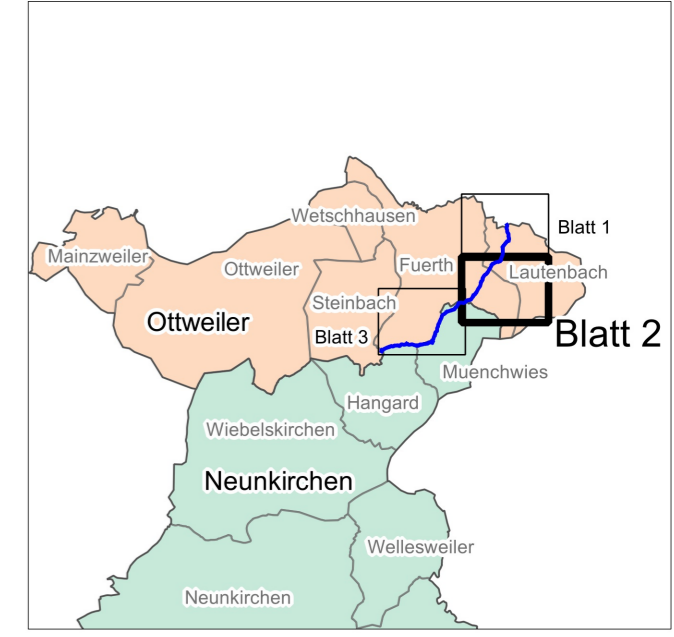 Wetschhausen
Blatt 1
Mainzweiler
Ottweiler
Fuerth
Lautenbach
Steinbach
Ottweiler
Blatt 3
Blatt 2
Muenchwies
Hangard
Wiebelskirchen
Neunkirchen
Wellesweiler
Neunkirchen